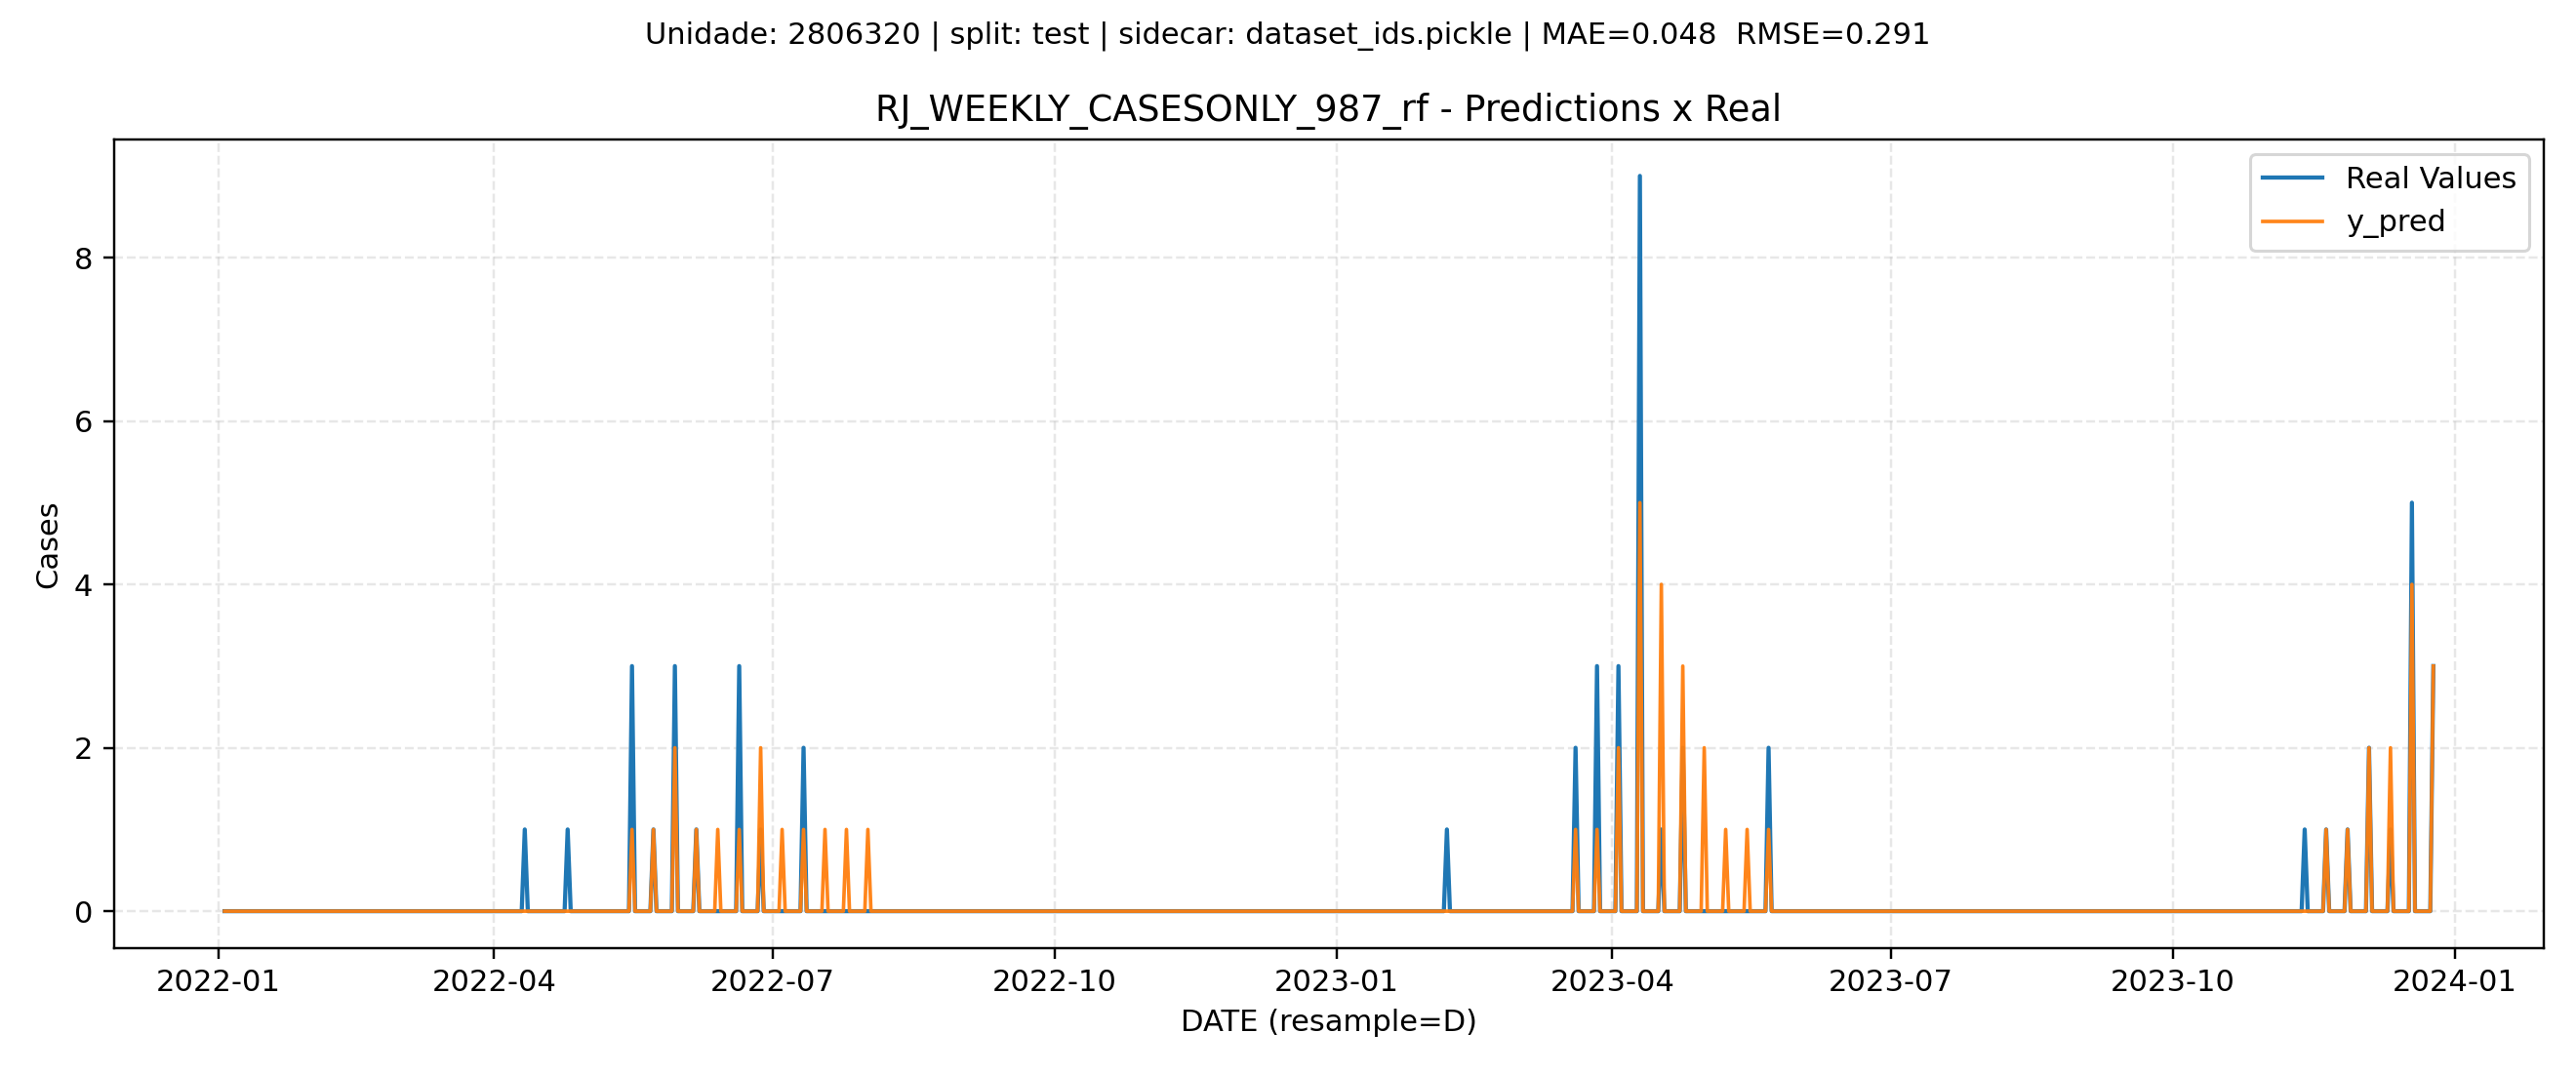 Unidade: 2806320 | split: test | sidecar: dataset_ids.pickle | MAE=0.048  RMSE=0.291
RJ_WEEKLY_CASESONLY_987_rf - Predictions x Real
Real Values
y_pred
8
6
4
2
0
Cases
2022-01
2022-04
2022-07
2022-10
2023-01
2023-04
2023-07
2023-10
2024-01
DATE (resample=D)